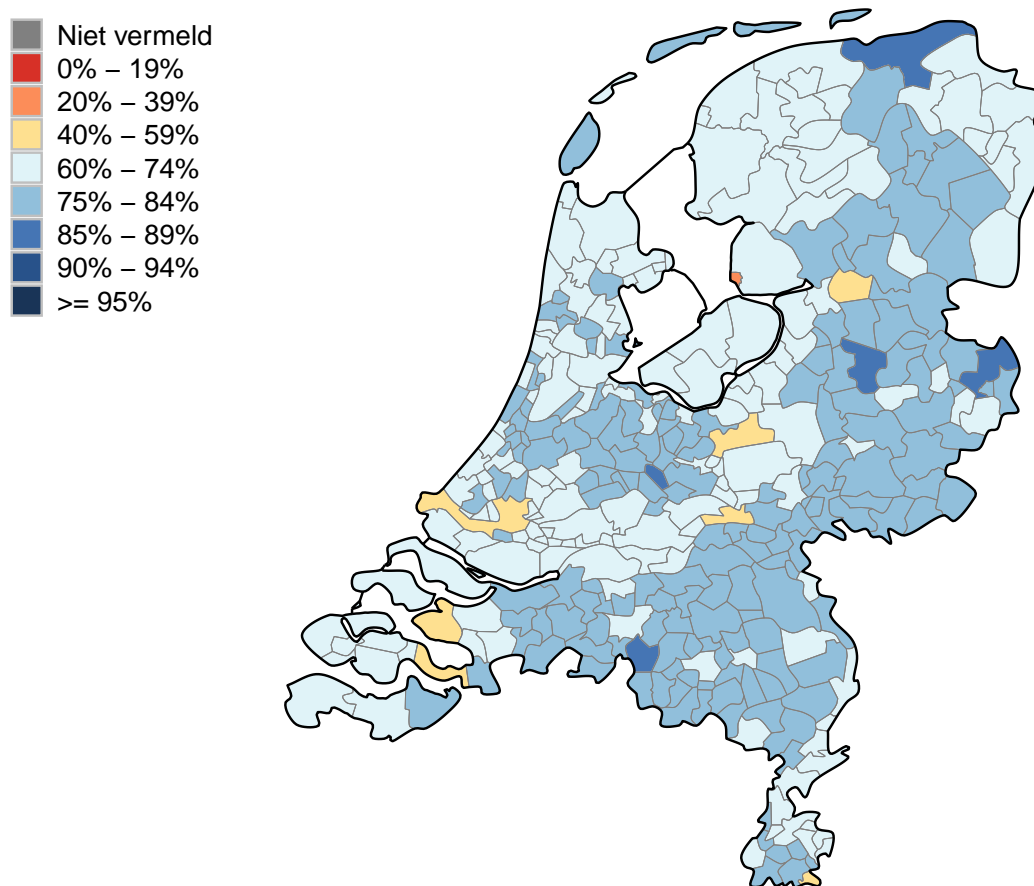 Niet vermeld
0% – 19%
20% – 39%
40% – 59%
60% – 74%
75% – 84%
85% – 89%
90% – 94%
>= 95%